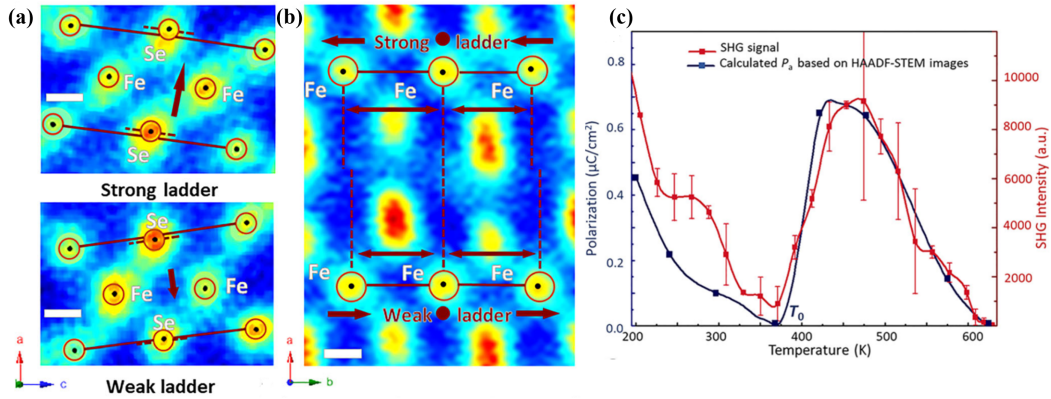 (a)
Se
Fe
Fe
Se
Strong ladder
Se
Fe
Fe
Se
a
c
Weak ladder
(b)
Strong ladder
Fe Fe Fe
Fe Fe Fe
Weak ladder
a
b
(c)
SHG signal
Calculated Pa based on HAADF-STEM images
Polarization (μC/cm²)
0.8
0.6
0.4
0.2
0.0
T0
200 300 400 500 600
Temperature (K)
10000
8000
6000
4000
2000
SHG Intensity (a.u.)